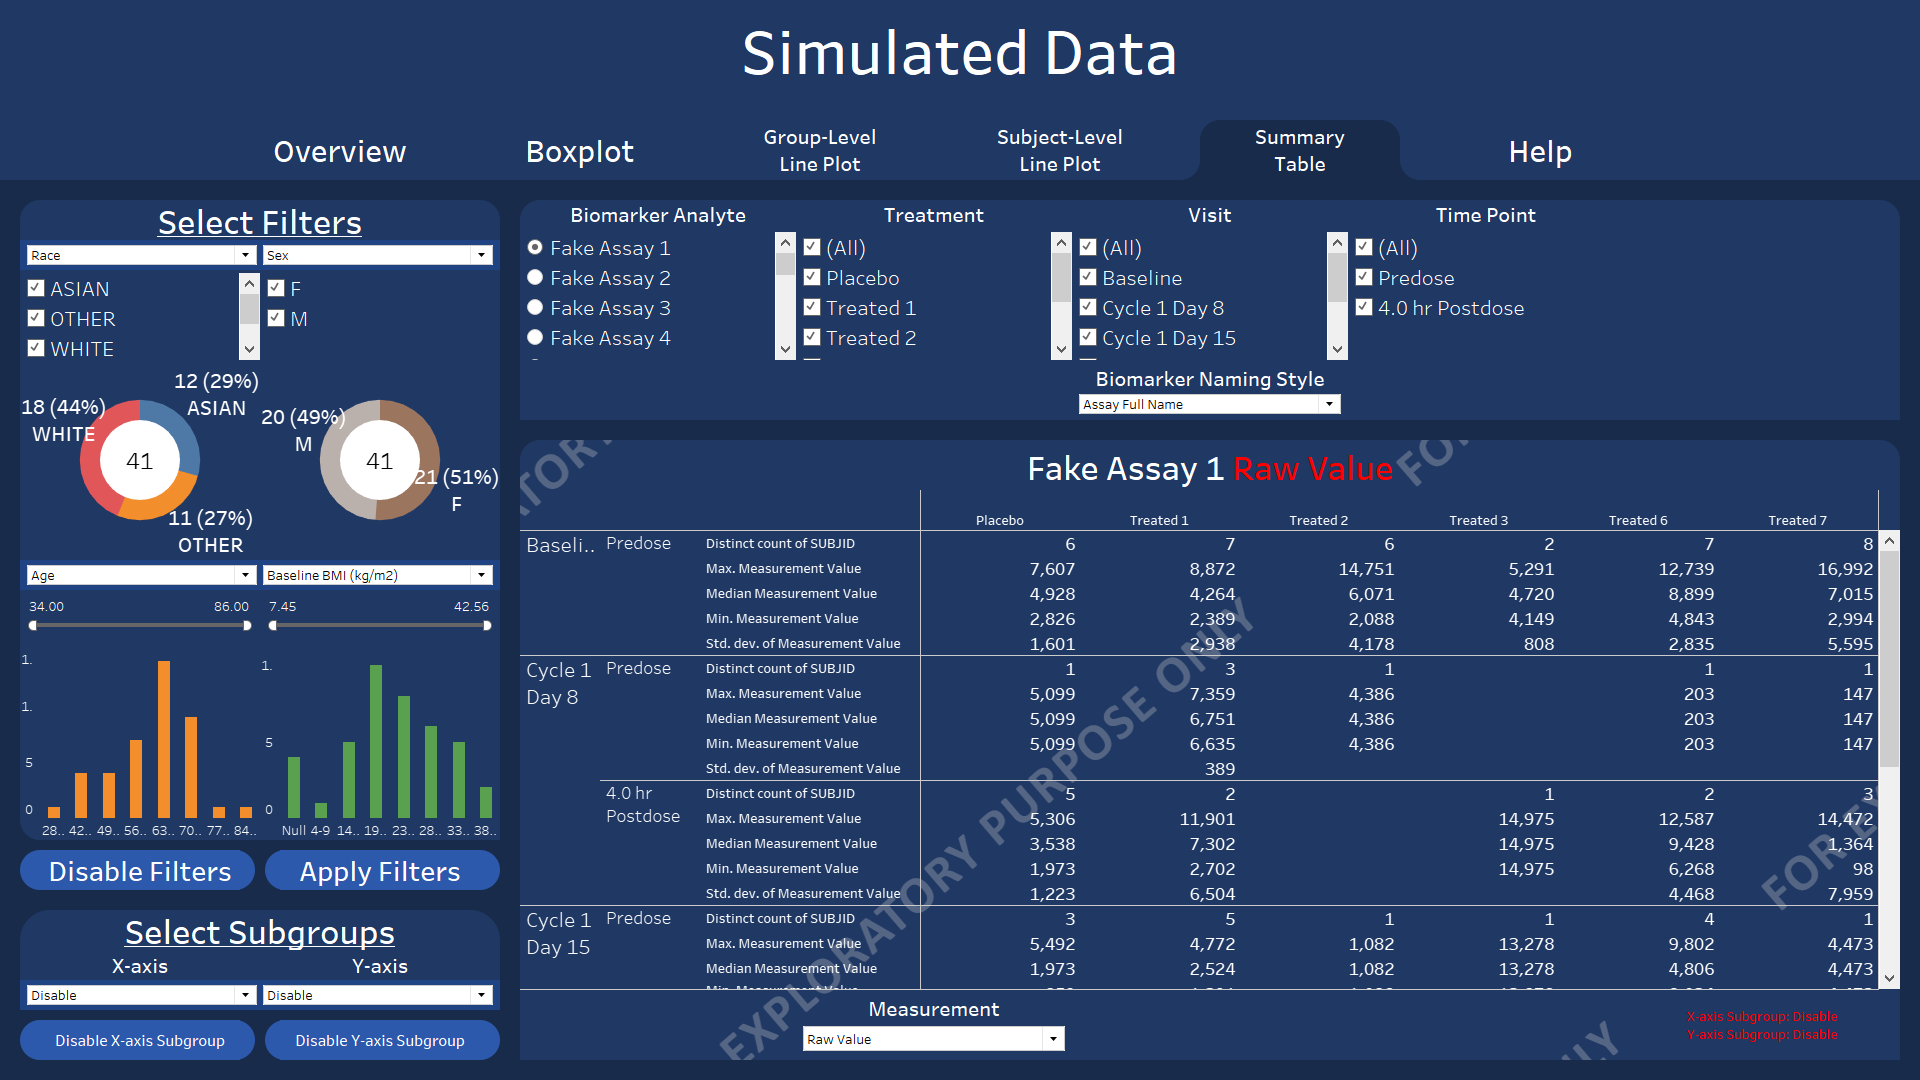 Simulated Data
Overview
Boxplot
Group-Level
Line Plot
Subject-Level
Line Plot
Summary
Table
Help
Select Filters
Race
Sex
ASIAN
OTHER
WHITE
F
M
12 (29%)
ASIAN
18 (44%)
WHITE
41
11 (27%)
OTHER
20 (49%)
M
41
21 (51%)
F
Age
Baseline BMI (kg/m2)
34.00 86.00
7.45 42.56
1.
1.
5
0
28.. 42.. 49.. 56.. 63.. 70.. 77.. 84..
1.
5
0
Null 4-9 14.. 19.. 23.. 28.. 33.. 38..
Disable Filters
Apply Filters
Select Subgroups
X-axis
Y-axis
Disable
Disable
Disable X-axis Subgroup
Disable Y-axis Subgroup
Biomarker Analyte
Fake Assay 1
Fake Assay 2
Fake Assay 3
Fake Assay 4
Treatment
(All)
Placebo
Treated 1
Treated 2
Visit
(All)
Baseline
Cycle 1 Day 8
Cycle 1 Day 15
Time Point
(All)
Predose
4.0 hr Postdose
Biomarker Naming Style
Assay Full Name
Fake Assay 1 Raw Value
Placebo Treated 1 Treated 2 Treated 3 Treated 6 Treated 7
Baseli.. Predose Distinct count of SUBJID 6 7 6 2 7 8
Max. Measurement Value 7,607 8,872 14,751 5,291 12,739 16,992
Median Measurement Value 4,928 4,264 6,071 4,720 8,899 7,015
Min. Measurement Value 2,826 2,389 2,088 4,149 4,843 2,994
Std. dev. of Measurement Value 1,601 2,938 4,178 808 2,835 5,595
Cycle 1
Day 8
Predose Distinct count of SUBJID 1 3 1 1 1
Max. Measurement Value 5,099 7,359 4,386 203 147
Median Measurement Value 5,099 6,751 4,386 203 147
Min. Measurement Value 5,099 6,635 4,386 203 147
Std. dev. of Measurement Value 389
4.0 hr
Postdose
Distinct count of SUBJID 5 2 1 2 3
Max. Measurement Value 5,306 11,901 14,975 12,587 14,472
Median Measurement Value 3,538 7,302 14,975 9,428 1,364
Min. Measurement Value 1,973 2,702 14,975 6,268 98
Std. dev. of Measurement Value 1,223 6,504 4,468 7,959
Cycle 1
Day 15
Predose Distinct count of SUBJID 3 5 1 1 4 1
Max. Measurement Value 5,492 4,772 1,082 13,278 9,802 4,473
Median Measurement Value 1,973 2,524 1,082 13,278 4,806 4,473
EXPLORATORY PURPOSE ONLY
Measurement
Raw Value
X-axis Subgroup: Disable
Y-axis Subgroup: Disable